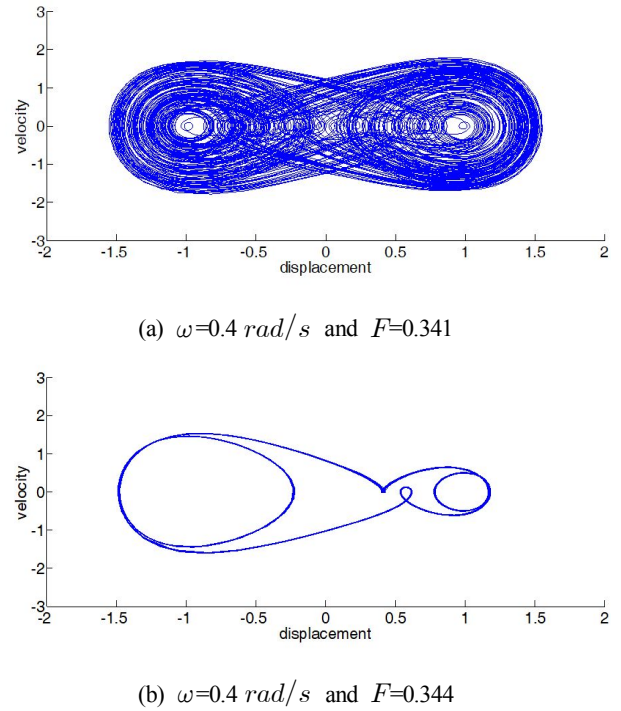 3
2
1
0
-1
-2
-3
velocity
-2 -1.5 -1 -0.5 0 0.5 1 1.5 2
displacement
(a) ω=0.4 rad/s and F=0.341
3
2
1
0
-1
-2
-3
velocity
-2 -1.5 -1 -0.5 0 0.5 1 1.5 2
displacement
(b) ω=0.4 rad/s and F=0.344